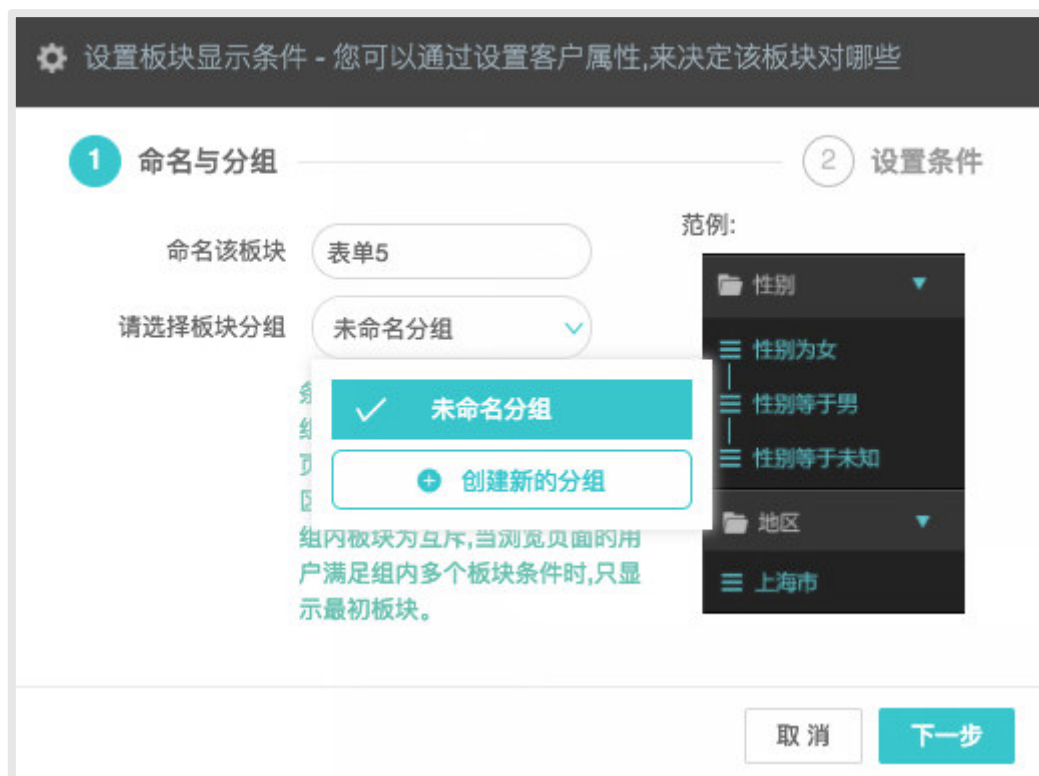 设置板块显示条件 - 您可以通过设置客户属性,来决定该板块对哪些
1 命名与分组
2 设置条件
命名该板块 表单5
请选择板块分组 未命名分组
未命名分组
创建新的分组
组内板块为互斥,当浏览页面的用
户满足组内多个板块条件时,只显
示最初板块。
范例:
性别
性别为女
性别等于男
性别等于未知
地区
上海市
取消
下一步